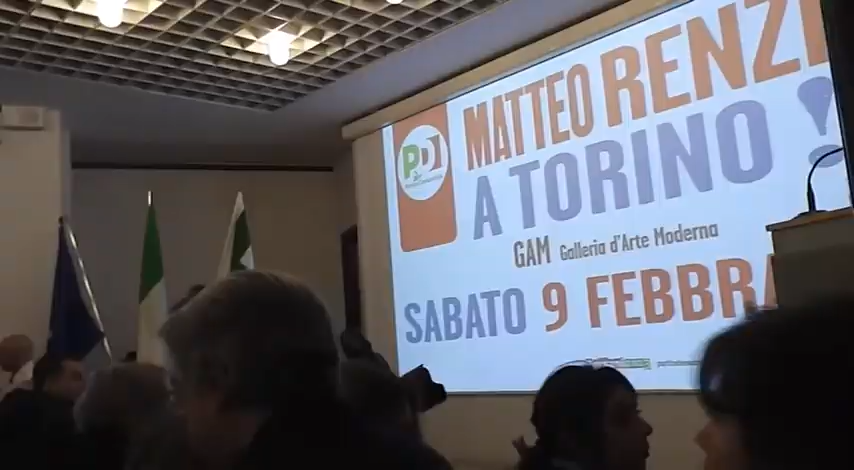 MATTEO RENZI
A TORINO!
PD
GAM Galleria d'Arte Moderna
SABATO 9 FEBBRA